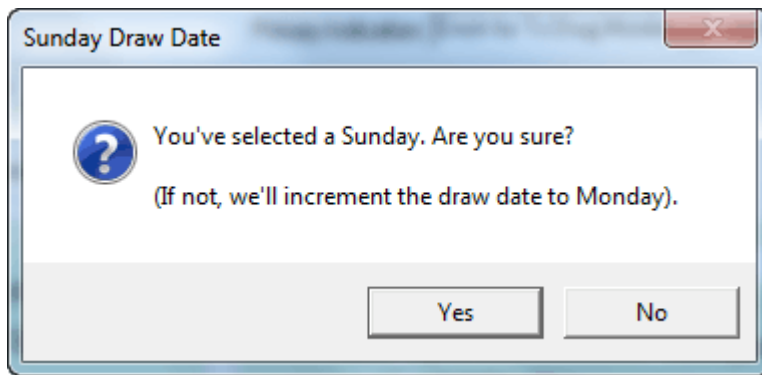 Sunday Draw Date
You've selected a Sunday. Are you sure?
(If not, we'll increment the draw date to Monday).
Yes
No